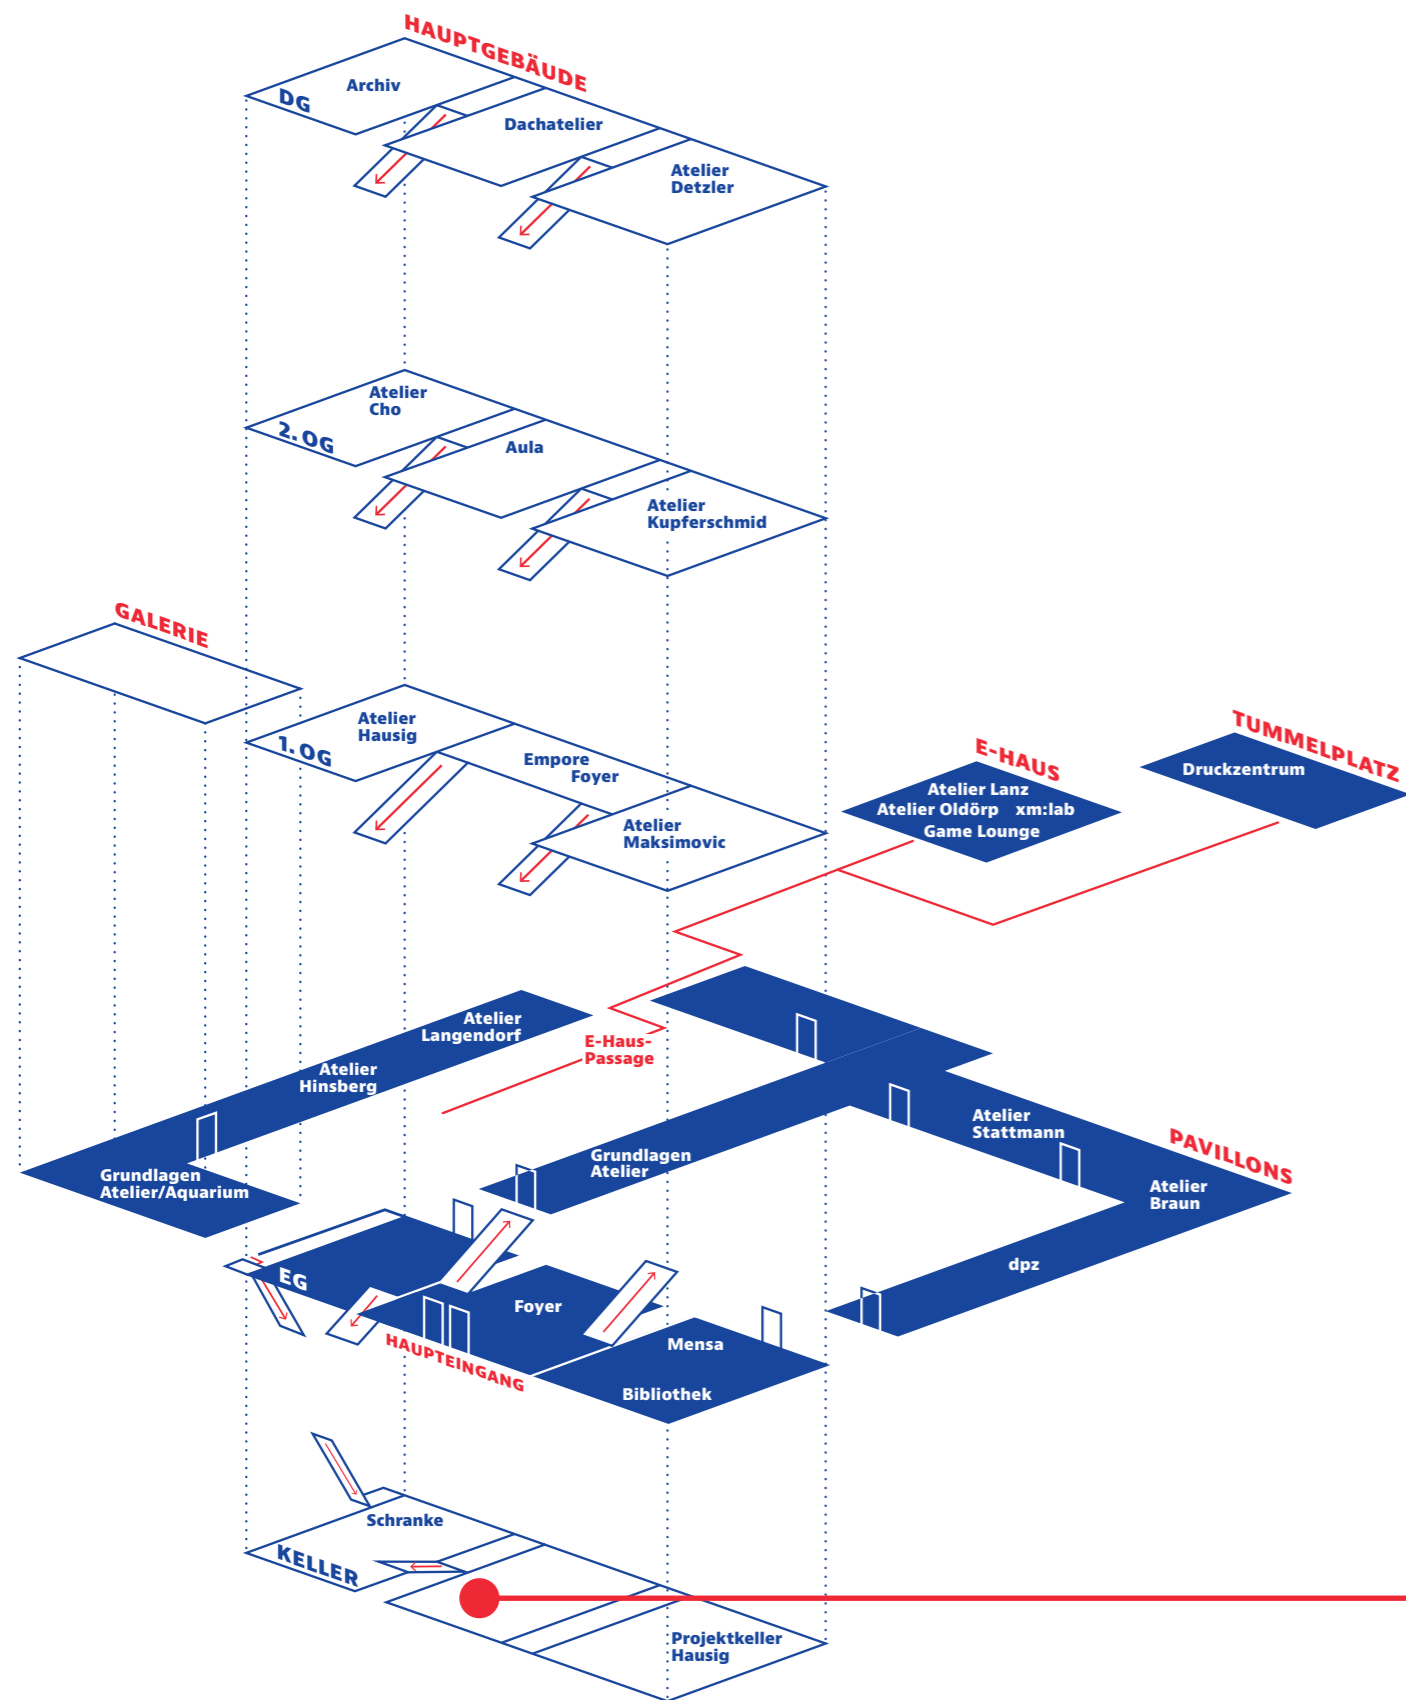 HAUPTGEBÄUDE
Archiv
DG
Dachatelier
Atelier
Detzler
Atelier
Cho
2. OG
Aula
Atelier
Kupferschmid
GALERIE
Atelier
Hausig
1. OG
Empore
Foyer
Atelier
Maksimovic
E-HAUS
Atelier Lanz
Atelier Oldörp xm:lab
Game Lounge
TUMMELPLATZ
Druckzentrum
Atelier
Langendorf
Atelier
Hinsberg
E-Haus-
Passage
Grundlagen
Atelier/Aquarium
Grundlagen
Atelier
Atelier
Stattmann
PAVILLONS
Atelier
Braun
dpz
EG
Foyer
HAUPTEINGANG
Mensa
Bibliothek
Schranke
KELLER
Projektkeller
Hausig